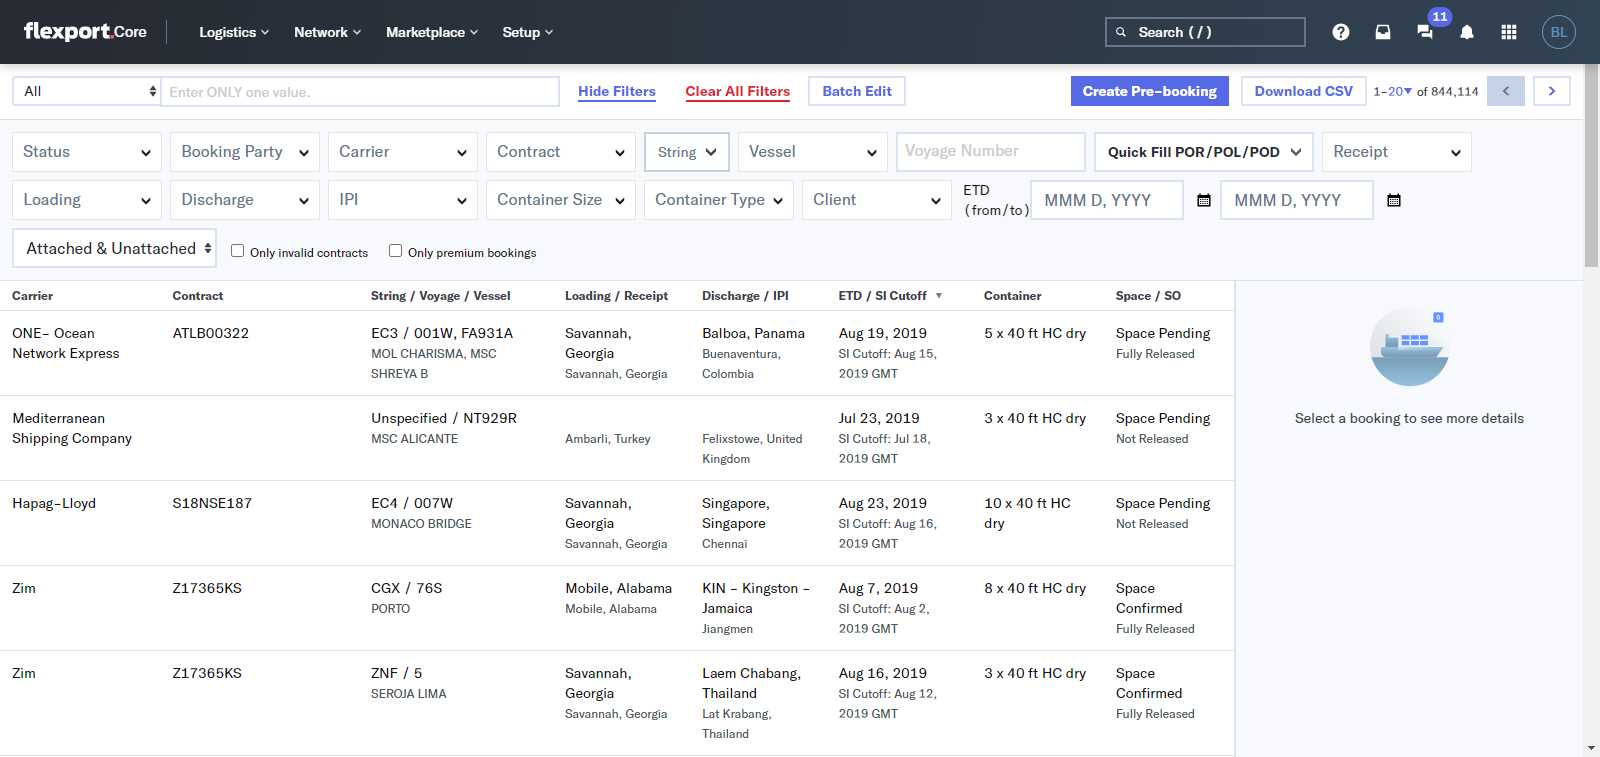 flexport.Core Logistics Network Marketplace Setup Search ( / ) 11 BL
All Enter ONLY one value. Hide Filters Clear All Filters Batch Edit Create Pre-booking Download CSV 1-20 of 844,114
Status Booking Party Carrier Contract String Vessel Voyage Number Quick Fill POR/POL/POD Receipt
Loading Discharge IPI Container Size Container Type Client ETD (from/to) MMM D, YYYY MMM D, YYYY
Attached & Unattached Only invalid contracts Only premium bookings
Carrier Contract String / Voyage / Vessel Loading / Receipt Discharge / IPI ETD / SI Cutoff Container Space / SO
ONE- Ocean ATLB00322 EC3 / 001W, FA931A Savannah, Balboa, Panama Aug 19, 2019 5 x 40 ft HC dry Space Pending
Network Express MOL CHARISMA, MSC Georgia Buenaventura, SI Cutoff: Aug 15, Fully Released
SHREYA B Savannah, Georgia Colombia 2019 GMT
0
Select a booking to see more details
Mediterranean Unspecified / NT929R Jul 23, 2019 3 x 40 ft HC dry Space Pending
Shipping Company MSC ALICANTE Ambarli, Turkey Felixstowe, United SI Cutoff: Jul 18, Not Released
Kingdom 2019 GMT
Hapag-Lloyd S18NSE187 EC4 / 007W Savannah, Singapore, Aug 23, 2019 10 x 40 ft HC Space Pending
MONACO BRIDGE Georgia Singapore SI Cutoff: Aug 16, dry Not Released
Savannah, Georgia Chennai 2019 GMT
Zim Z17365KS CGX / 76S Mobile, Alabama KIN - Kingston - Aug 7, 2019 8 x 40 ft HC dry Space
PORTO Mobile, Alabama Jamaica SI Cutoff: Aug 2, Confirmed
Jiangmen 2019 GMT Fully Released
Zim Z17365KS ZNF / 5 Savannah, Laem Chabang, Aug 16, 2019 3 x 40 ft HC dry Space
SEROJA LIMA Georgia Thailand SI Cutoff: Aug 12, Confirmed
Savannah, Georgia Lat Krabang, 2019 GMT Fully Released
Thailand